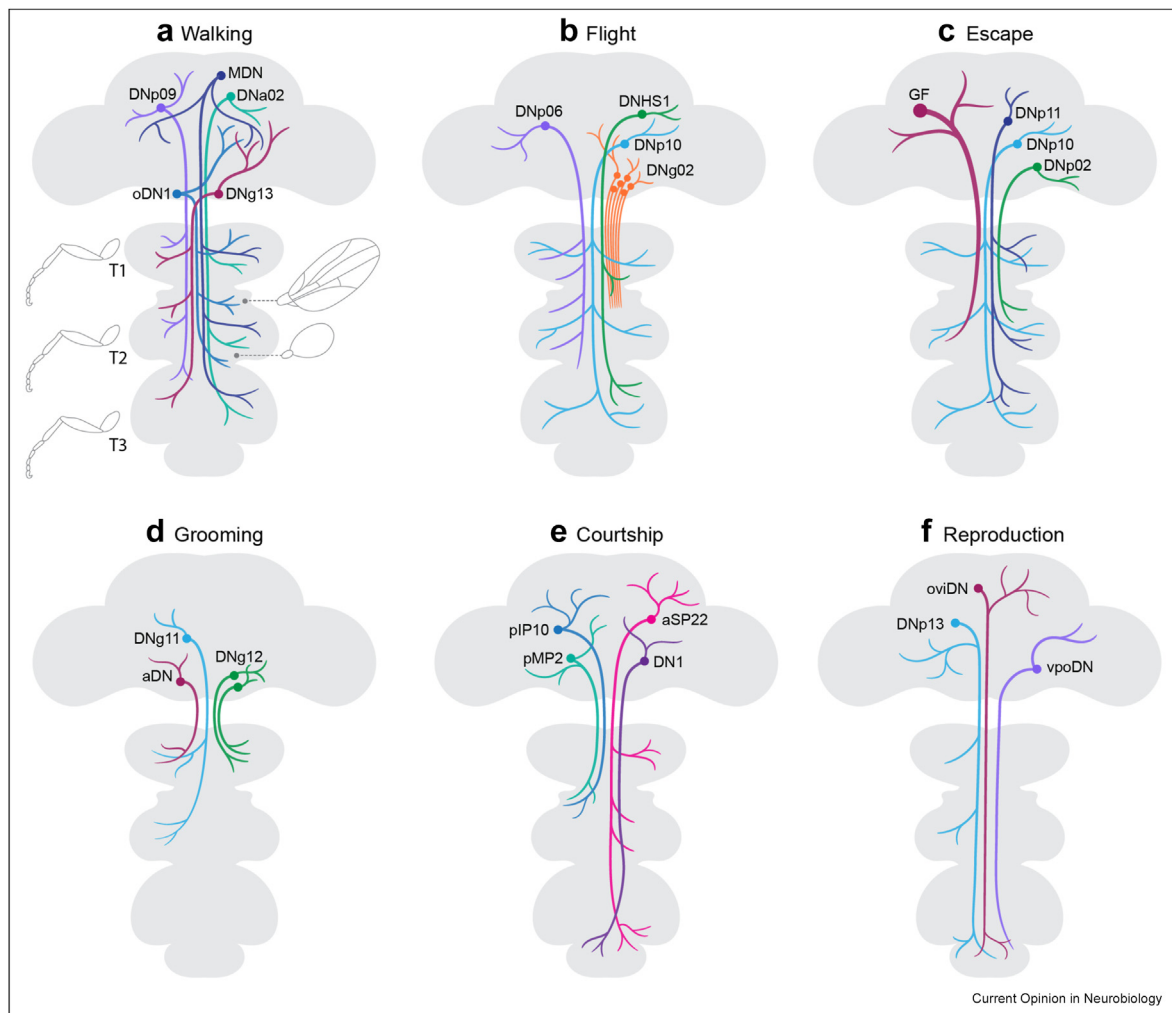 a Walking
MDN
DNp09
DNa02
oDN1
DNg13
T1
T2
T3
b Flight
DNHS1
DNp06
DNp10
DNg02
c Escape
GF
DNp11
DNp10
DNp02
d Grooming
DNg11
DNg12
aDN
e Courtship
pIP10
aSP22
pMP2
DN1
f Reproduction
oviDN
DNp13
vpoDN
Current Opinion in Neurobiology